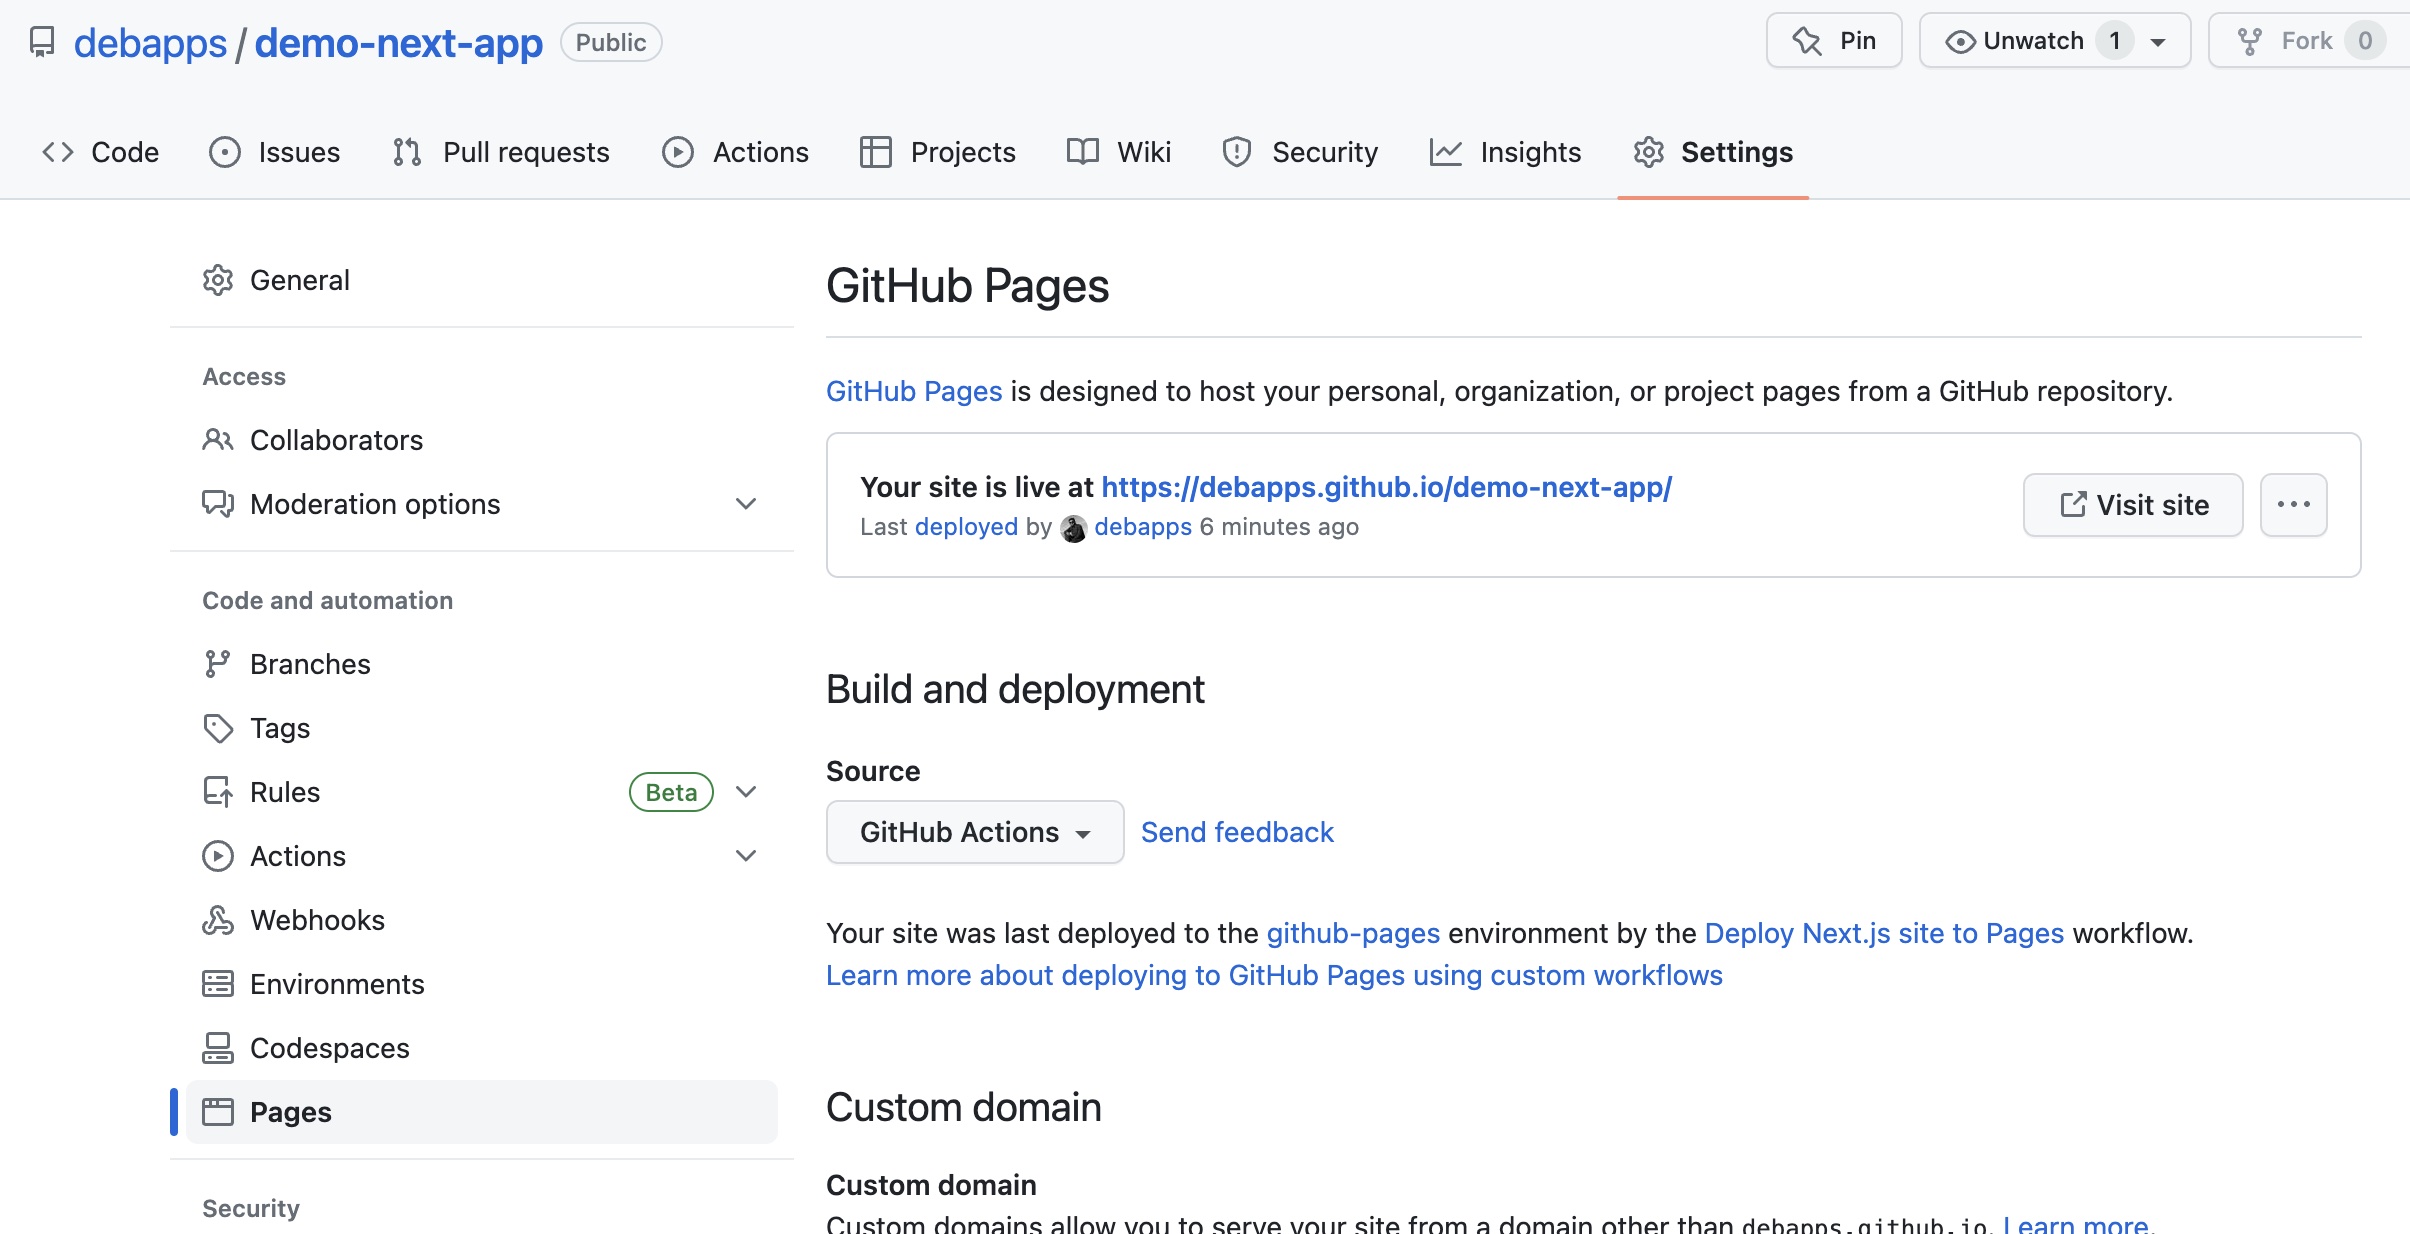 debapps / demo-next-app Public Pin Unwatch 1 Fork 0
Code Issues Pull requests Actions Projects Wiki Security Insights Settings
General
Access
Collaborators
Moderation options
Code and automation
Branches
Tags
Rules Beta
Actions
Webhooks
Environments
Codespaces
Pages
Security
GitHub Pages
GitHub Pages is designed to host your personal, organization, or project pages from a GitHub repository.
Your site is live at https://debapps.github.io/demo-next-app/
Last deployed by debapps 6 minutes ago
Visit site
Build and deployment
Source
GitHub Actions Send feedback
Your site was last deployed to the github-pages environment by the Deploy Next.js site to Pages workflow.
Learn more about deploying to GitHub Pages using custom workflows
Custom domain
Custom domain
Custom domains allow you to serve your site from a domain other than debapps.github.io. Learn more.